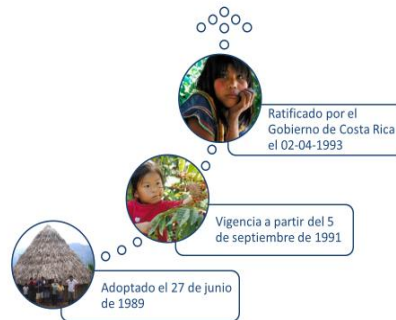 Ratificado por el
Gobierno de Costa Rica
el 02-04-1993
Vigencia a partir del 5
de septiembre de 1991
Adoptado el 27 de junio
de 1989